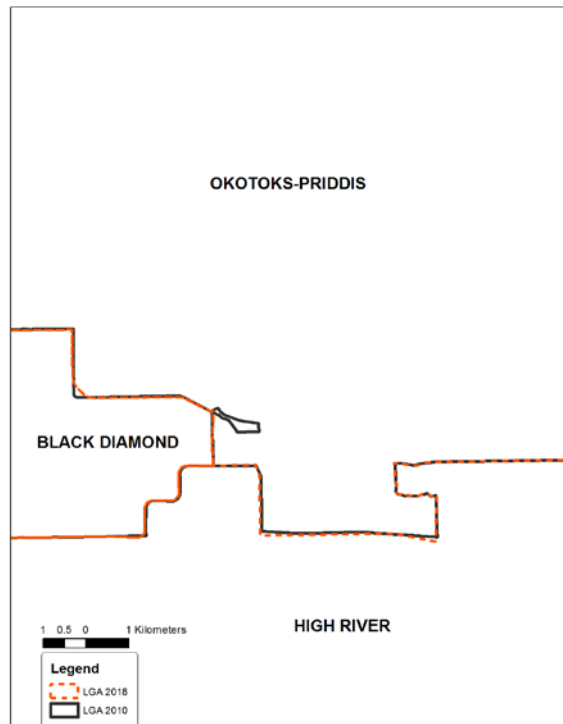 OKOTOKS-PRIDDIS
BLACK DIAMOND
HIGH RIVER
1 0.5 0 1 Kilometers
Legend
LGA 2018
LGA 2010